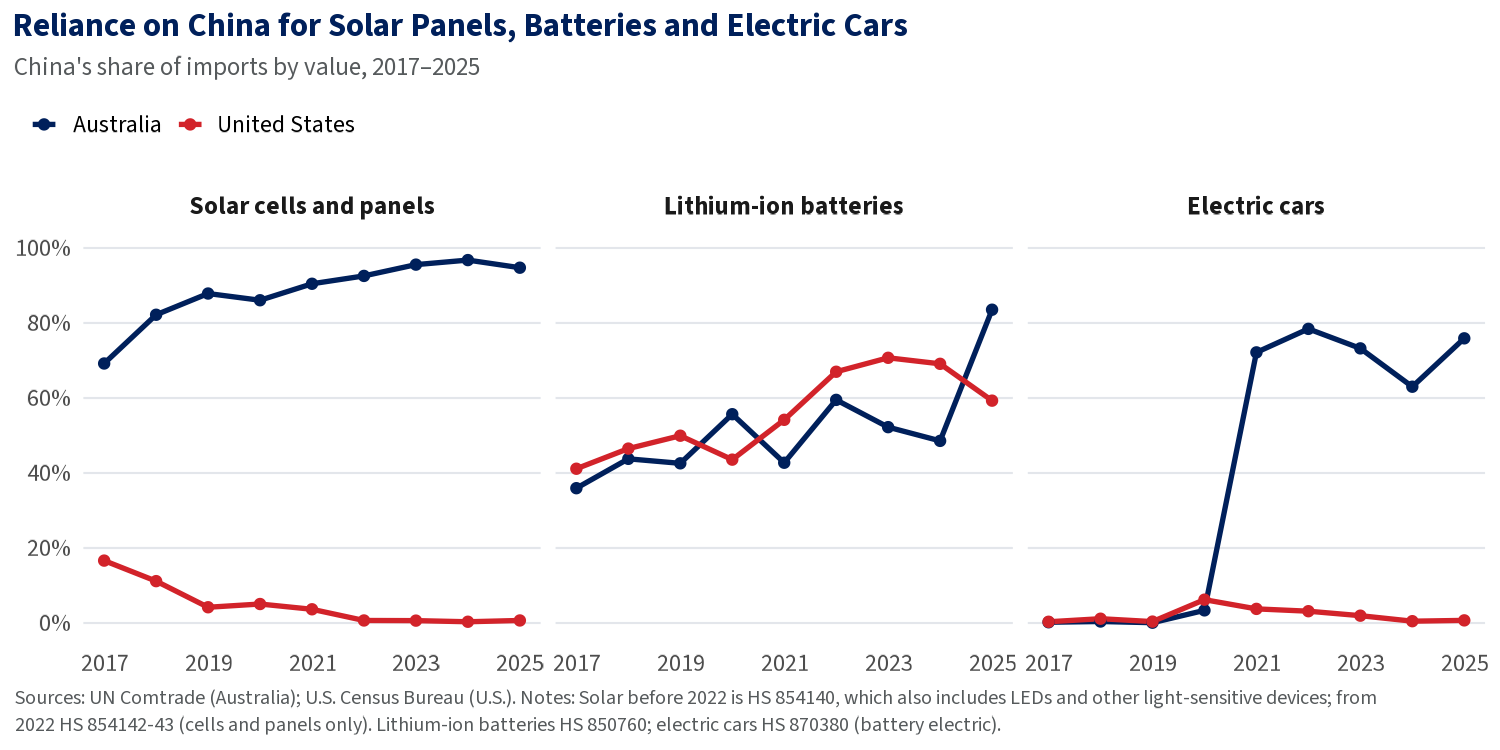 Reliance on China for Solar Panels, Batteries and Electric Cars
China's share of imports by value, 2017–2025
Australia United States
Solar cells and panels Lithium-ion batteries Electric cars
100%
80%
60%
40%
20%
0%
2017 2019 2021 2023 2025 2017 2019 2021 2023 2025 2017 2019 2021 2023 2025
Sources: UN Comtrade (Australia); U.S. Census Bureau (U.S.). Notes: Solar before 2022 is HS 854140, which also includes LEDs and other light-sensitive devices; from
2022 HS 854142-43 (cells and panels only). Lithium-ion batteries HS 850760; electric cars HS 870380 (battery electric).